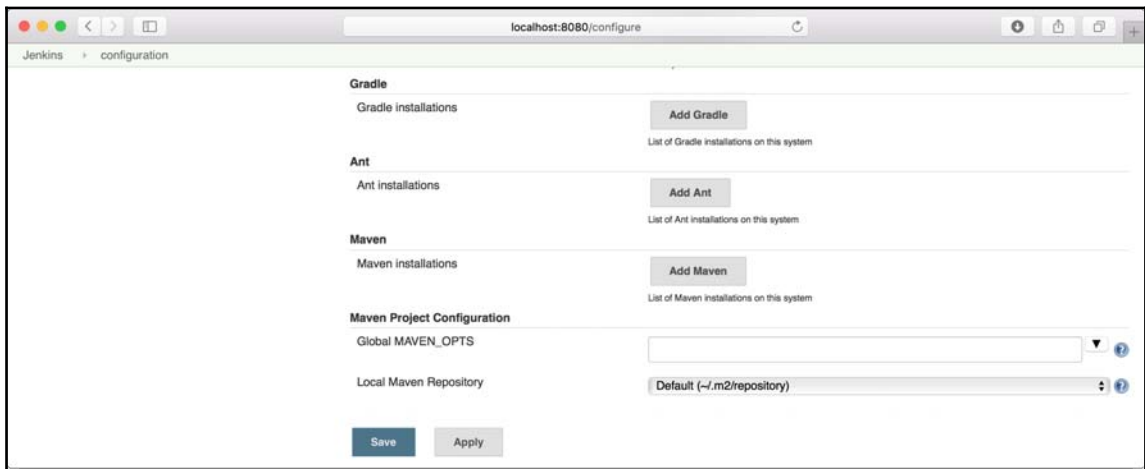 localhost:8080/configure
Jenkins configuration
Gradle
Gradle installations
Add Gradle
List of Gradle installations on this system
Ant
Ant installations
Add Ant
List of Ant installations on this system
Maven
Maven installations
Add Maven
List of Maven installations on this system
Maven Project Configuration
Global MAVEN_OPTS
Local Maven Repository
Default (~/.m2/repository)
Save Apply